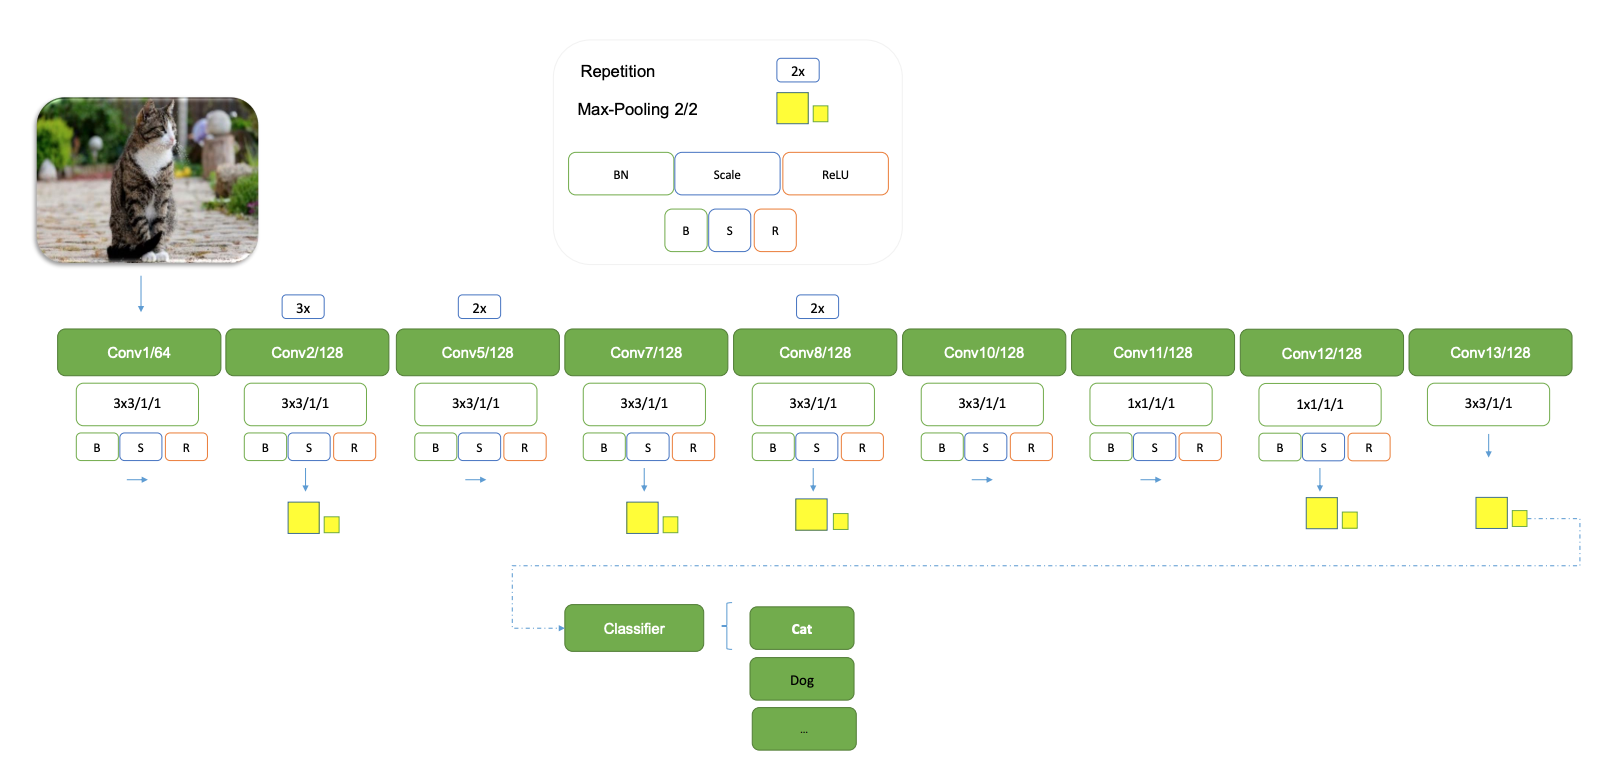 Repetition 2x
Max-Pooling 2/2
BN Scale ReLU
B S R
3x 2x 2x
Conv1/64 Conv2/128 Conv5/128 Conv7/128 Conv8/128 Conv10/128 Conv11/128 Conv12/128 Conv13/128
3x3/1/1 3x3/1/1 3x3/1/1 3x3/1/1 3x3/1/1 3x3/1/1 1x1/1/1 1x1/1/1 3x3/1/1
B S R B S R B S R B S R B S R B S R B S R B S R
Classifier Cat
Dog
...